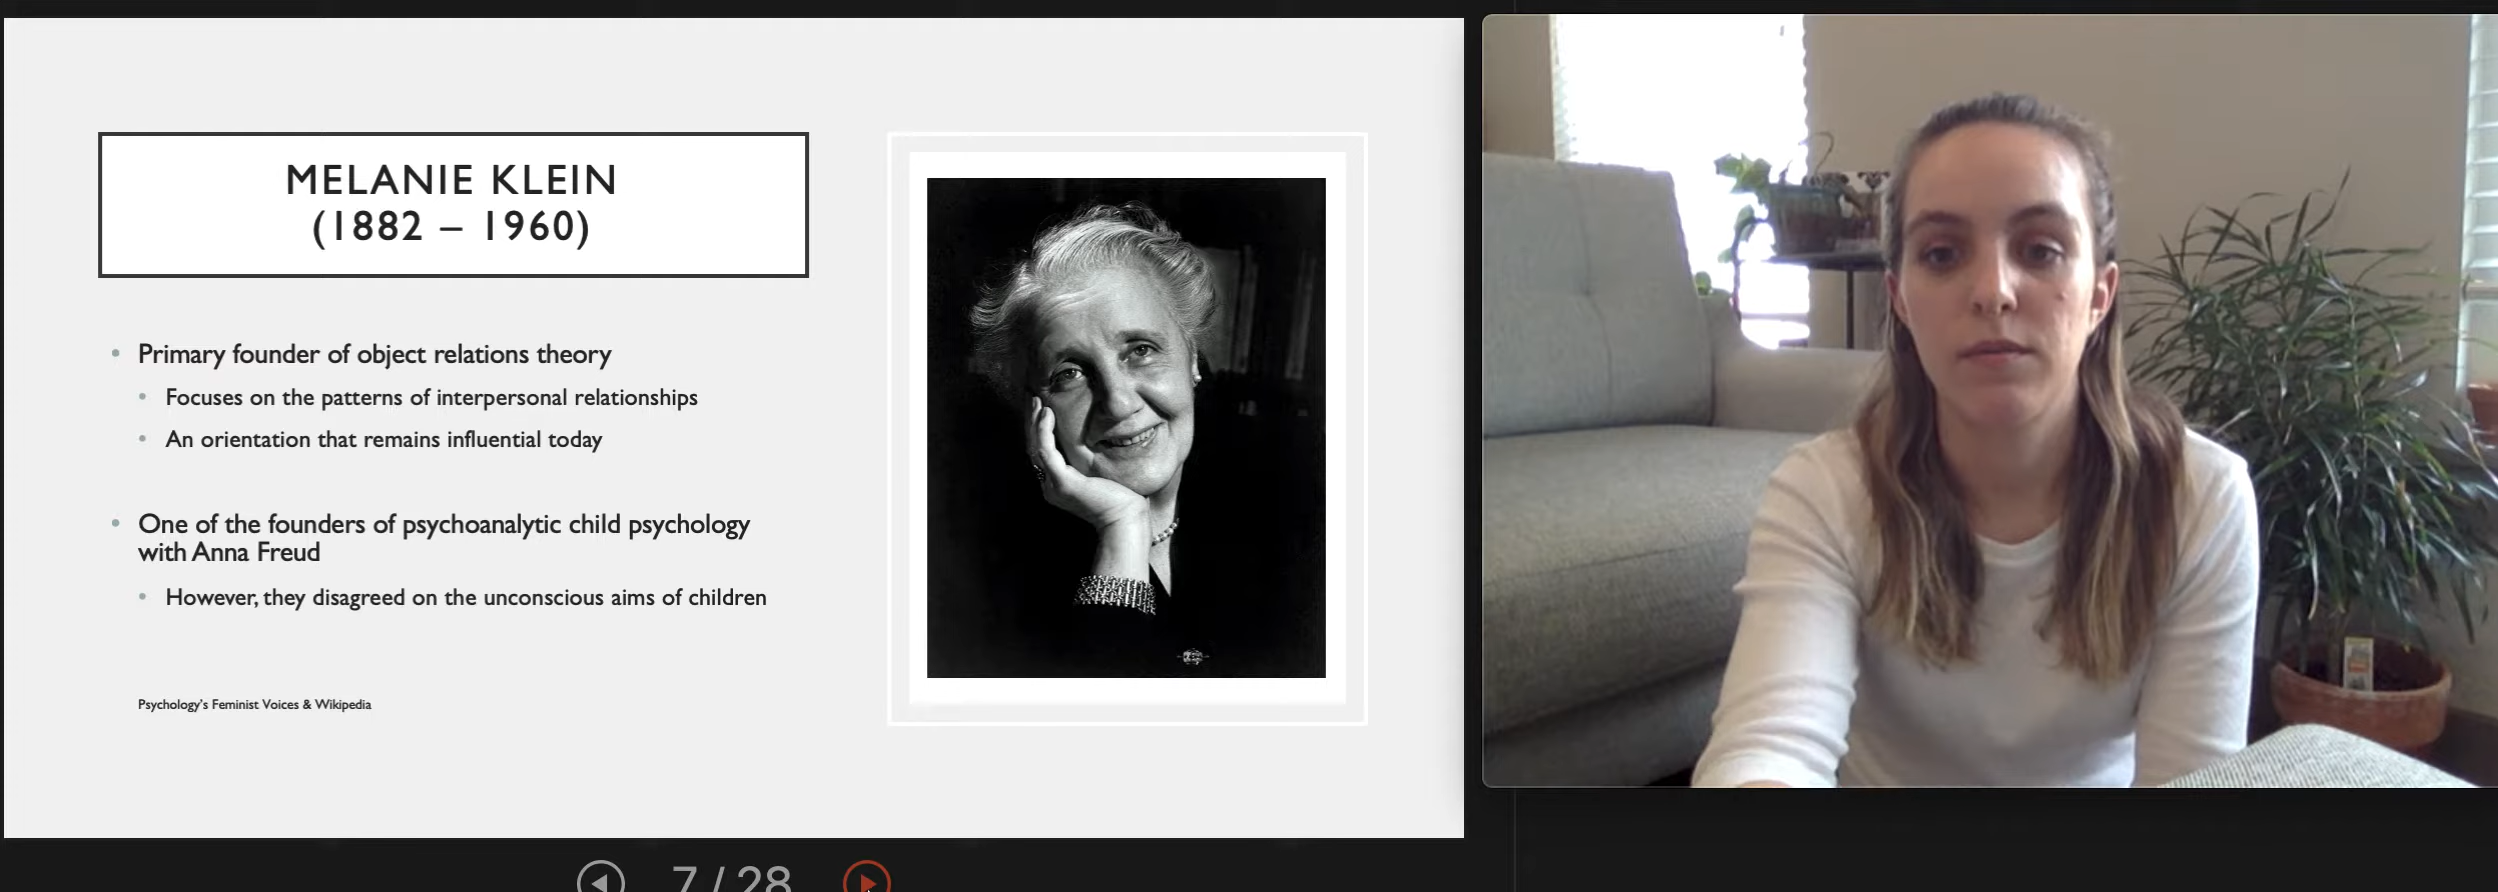 MELANIE KLEIN
(1882 – 1960)
Primary founder of object relations theory
Focuses on the patterns of interpersonal relationships
An orientation that remains influential today
One of the founders of psychoanalytic child psychology
with Anna Freud
However, they disagreed on the unconscious aims of children
Psychology's Feminist Voices & Wikipedia
7 / 28